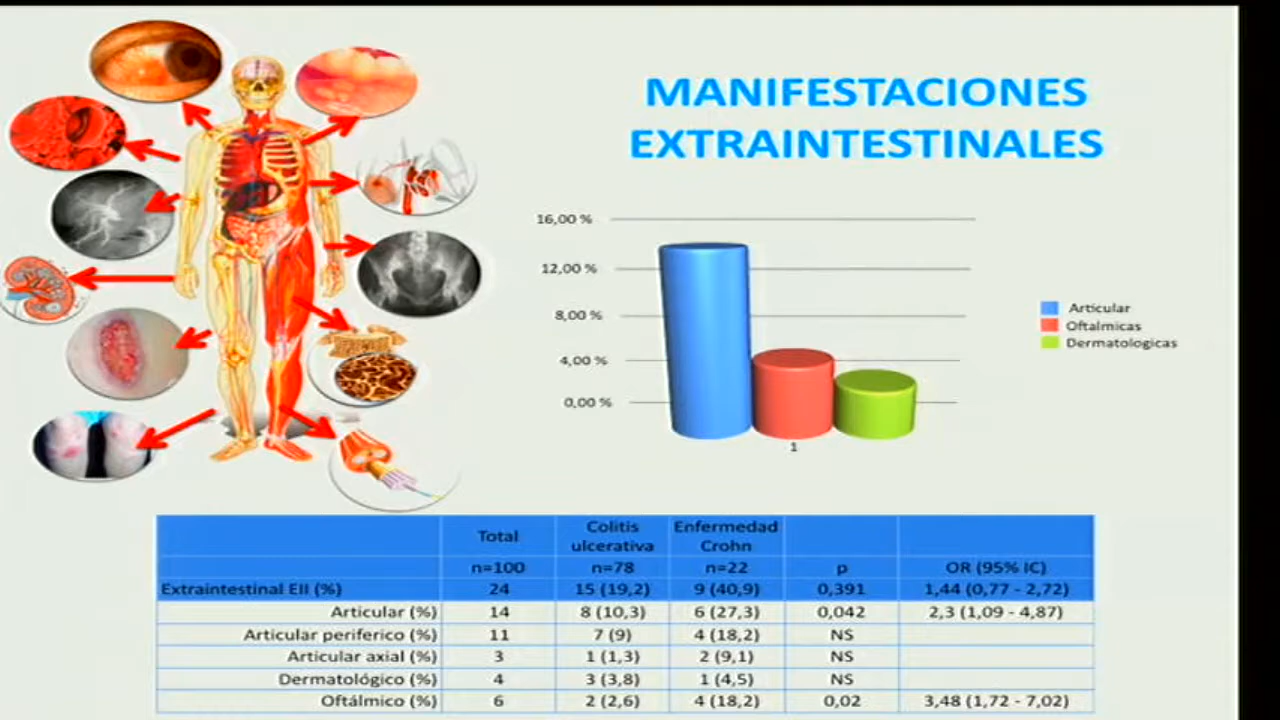 MANIFESTACIONES
EXTRAINTESTINALES
16,00 %
12,00 %
8,00 %
4,00 %
0,00 %
1
Articular
Oftalmicas
Dermatologicas
Total Colitis ulcerativa Enfermedad Crohn
n=100 n=78 n=22 p OR (95% IC)
Extraintestinal EII (%) 24 15 (19,2) 9 (40,9) 0,391 1,44 (0,77 - 2,72)
Articular (%) 14 8 (10,3) 6 (27,3) 0,042 2,3 (1,09 - 4,87)
Articular periferico (%) 11 7 (9) 4 (18,2) NS
Articular axial (%) 3 1 (1,3) 2 (9,1) NS
Dermatológico (%) 4 3 (3,8) 1 (4,5) NS
Oftálmico (%) 6 2 (2,6) 4 (18,2) 0,02 3,48 (1,72 - 7,02)